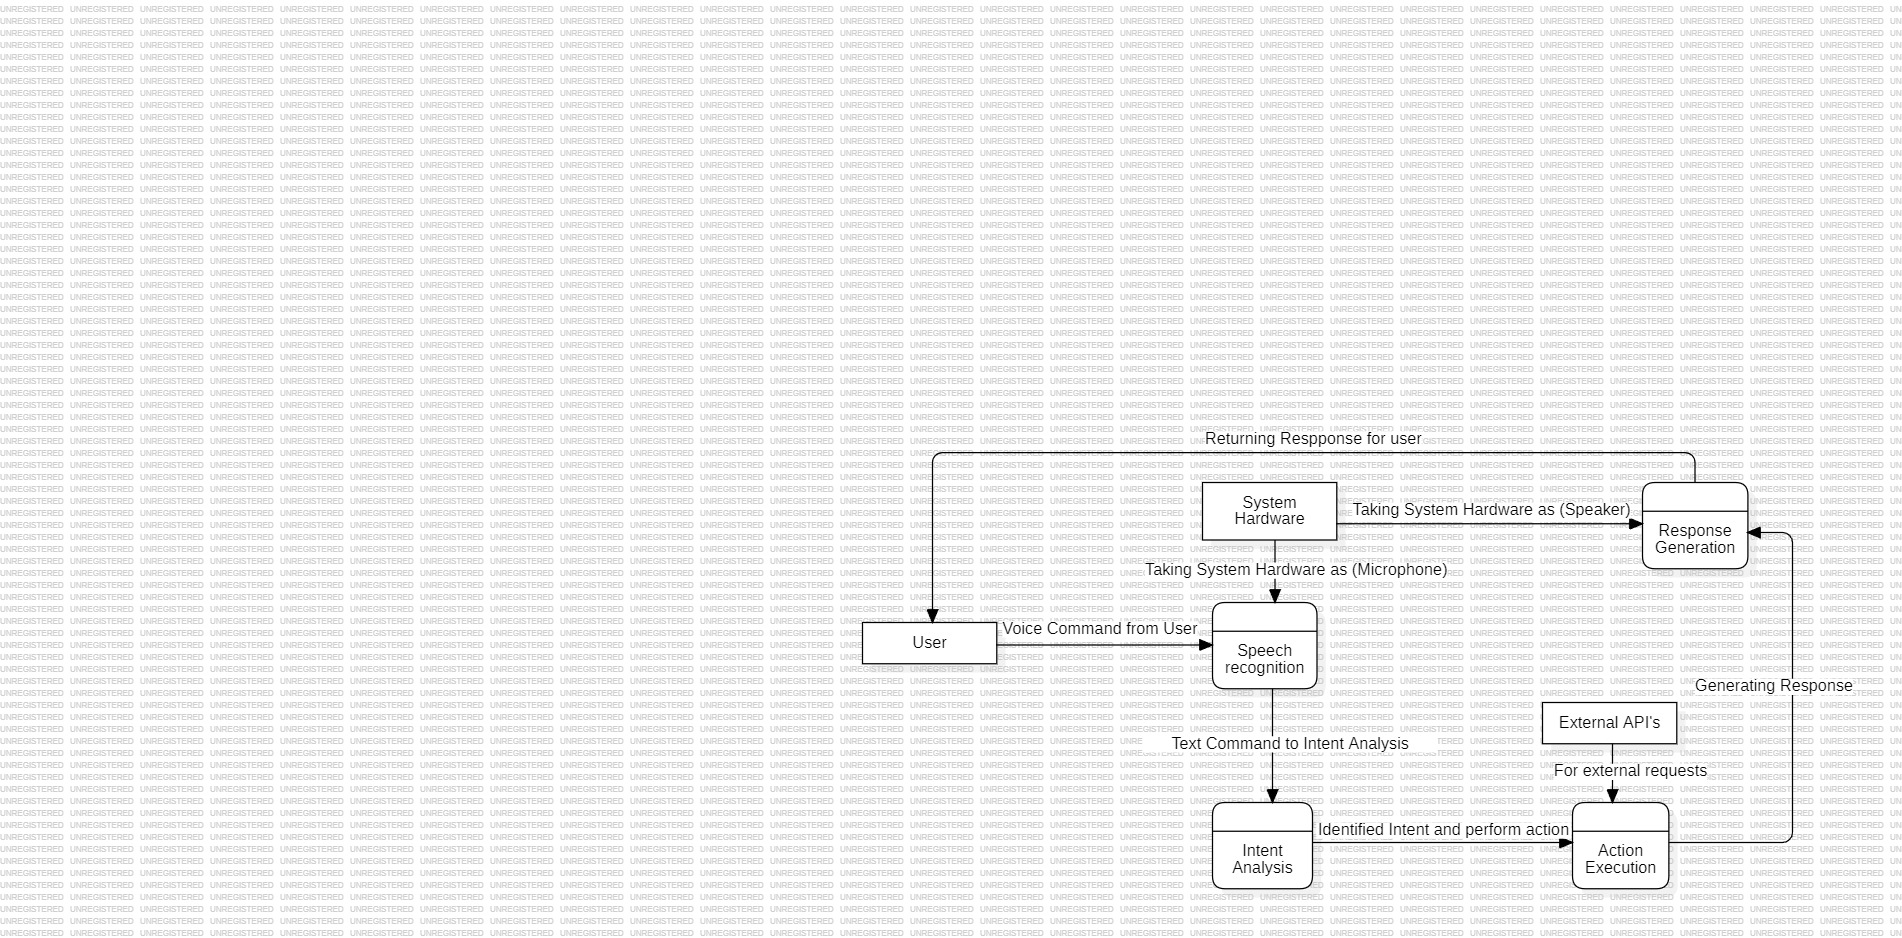 Returning Respponse for user
System
Hardware
Taking System Hardware as (Speaker)
Response
Generation
Taking System Hardware as (Microphone)
User
Voice Command from User
Speech
recognition
Generating Response
External API's
Text Command to Intent Analysis
For external requests
Identified Intent and perform action
Intent
Analysis
Action
Execution
UNREGISTERED